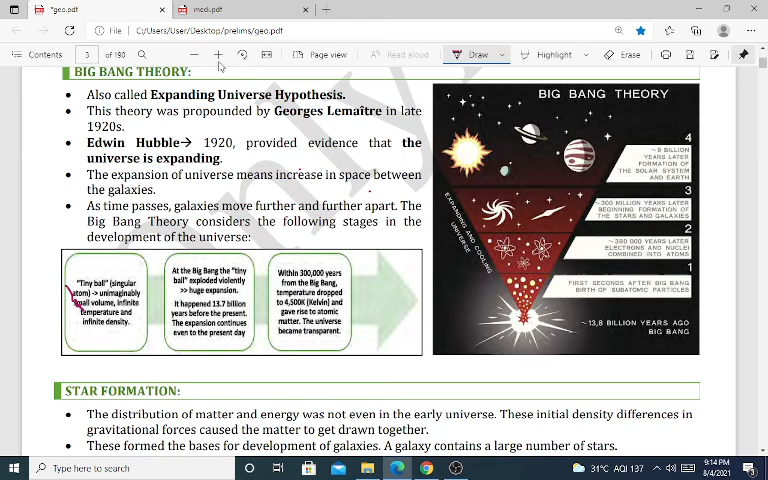 *geo.pdf
medi.pdf
File
C:/Users/User/Desktop/prelims/geo.pdf
Contents
3 of 190
Page view
Read aloud
Draw
Highlight
Erase
BIG BANG THEORY:
• Also called Expanding Universe Hypothesis.
• This theory was propounded by Georges Lemaître in late
1920s.
• Edwin Hubble→ 1920, provided evidence that the
universe is expanding.
• The expansion of universe means increase in space between
the galaxies.
• As time passes, galaxies move further and further apart. The
Big Bang Theory considers the following stages in the
development of the universe:
"Tiny ball" (singular
atom) -> unimaginably
small volume, infinite
temperature and
infinite density.
At the Big Bang the "tiny
ball" exploded violently
>> huge expansion.
It happened 13.7 billion
years before the present.
The expansion continues
even to the present day
Within 300,000 years
from the Big Bang,
temperature dropped
to 4,500K (Kelvin) and
gave rise to atomic
matter. The universe
became transparent.
BIG BANG THEORY
4
~9 BILLION
YEARS LATER
FORMATION OF
THE SOLAR SYSTEM
AND EARTH
3
~300 MILLION YEARS LATER
BEGINNING FORMATION OF
THE STARS AND GALAXIES
2
~380 000 YEARS LATER
ELECTRONS AND NUCLEI
COMBINED INTO ATOMS
1
FIRST SECONDS AFTER BIG BANG
BIRTH OF SUBATOMIC PARTICLES
~13,8 BILLION YEARS AGO
BIG BANG
EXPANDING AND COOLING
UNIVERSE
STAR FORMATION:
• The distribution of matter and energy was not even in the early universe. These initial density differences in
gravitational forces caused the matter to get drawn together.
• These formed the bases for development of galaxies. A galaxy contains a large number of stars.
Type here to search
31°C AQI 137
9:14 PM
8/4/2021
3